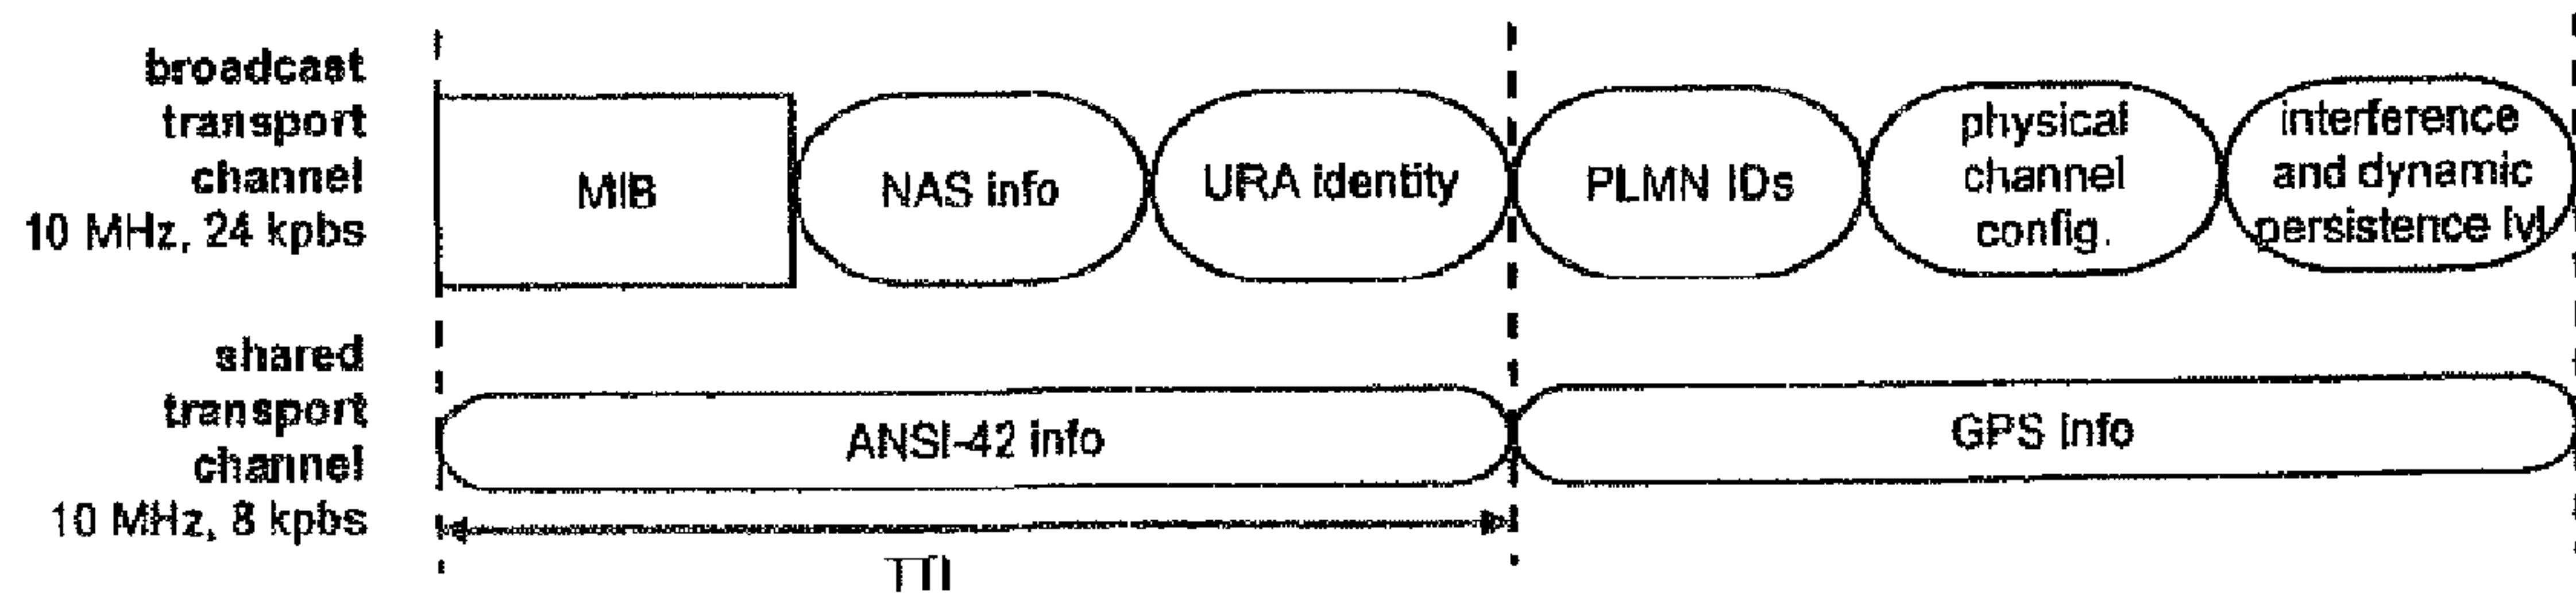 broadcast
transport
channel
10 MHz, 24 kpbs
MIB
NAS info
URA identity
PLMN IDs
physical
channel
config.
interference
and dynamic
persistence lvl
shared
transport
channel
10 MHz, 8 kpbs
ANSI-42 info
GPS info
TTI